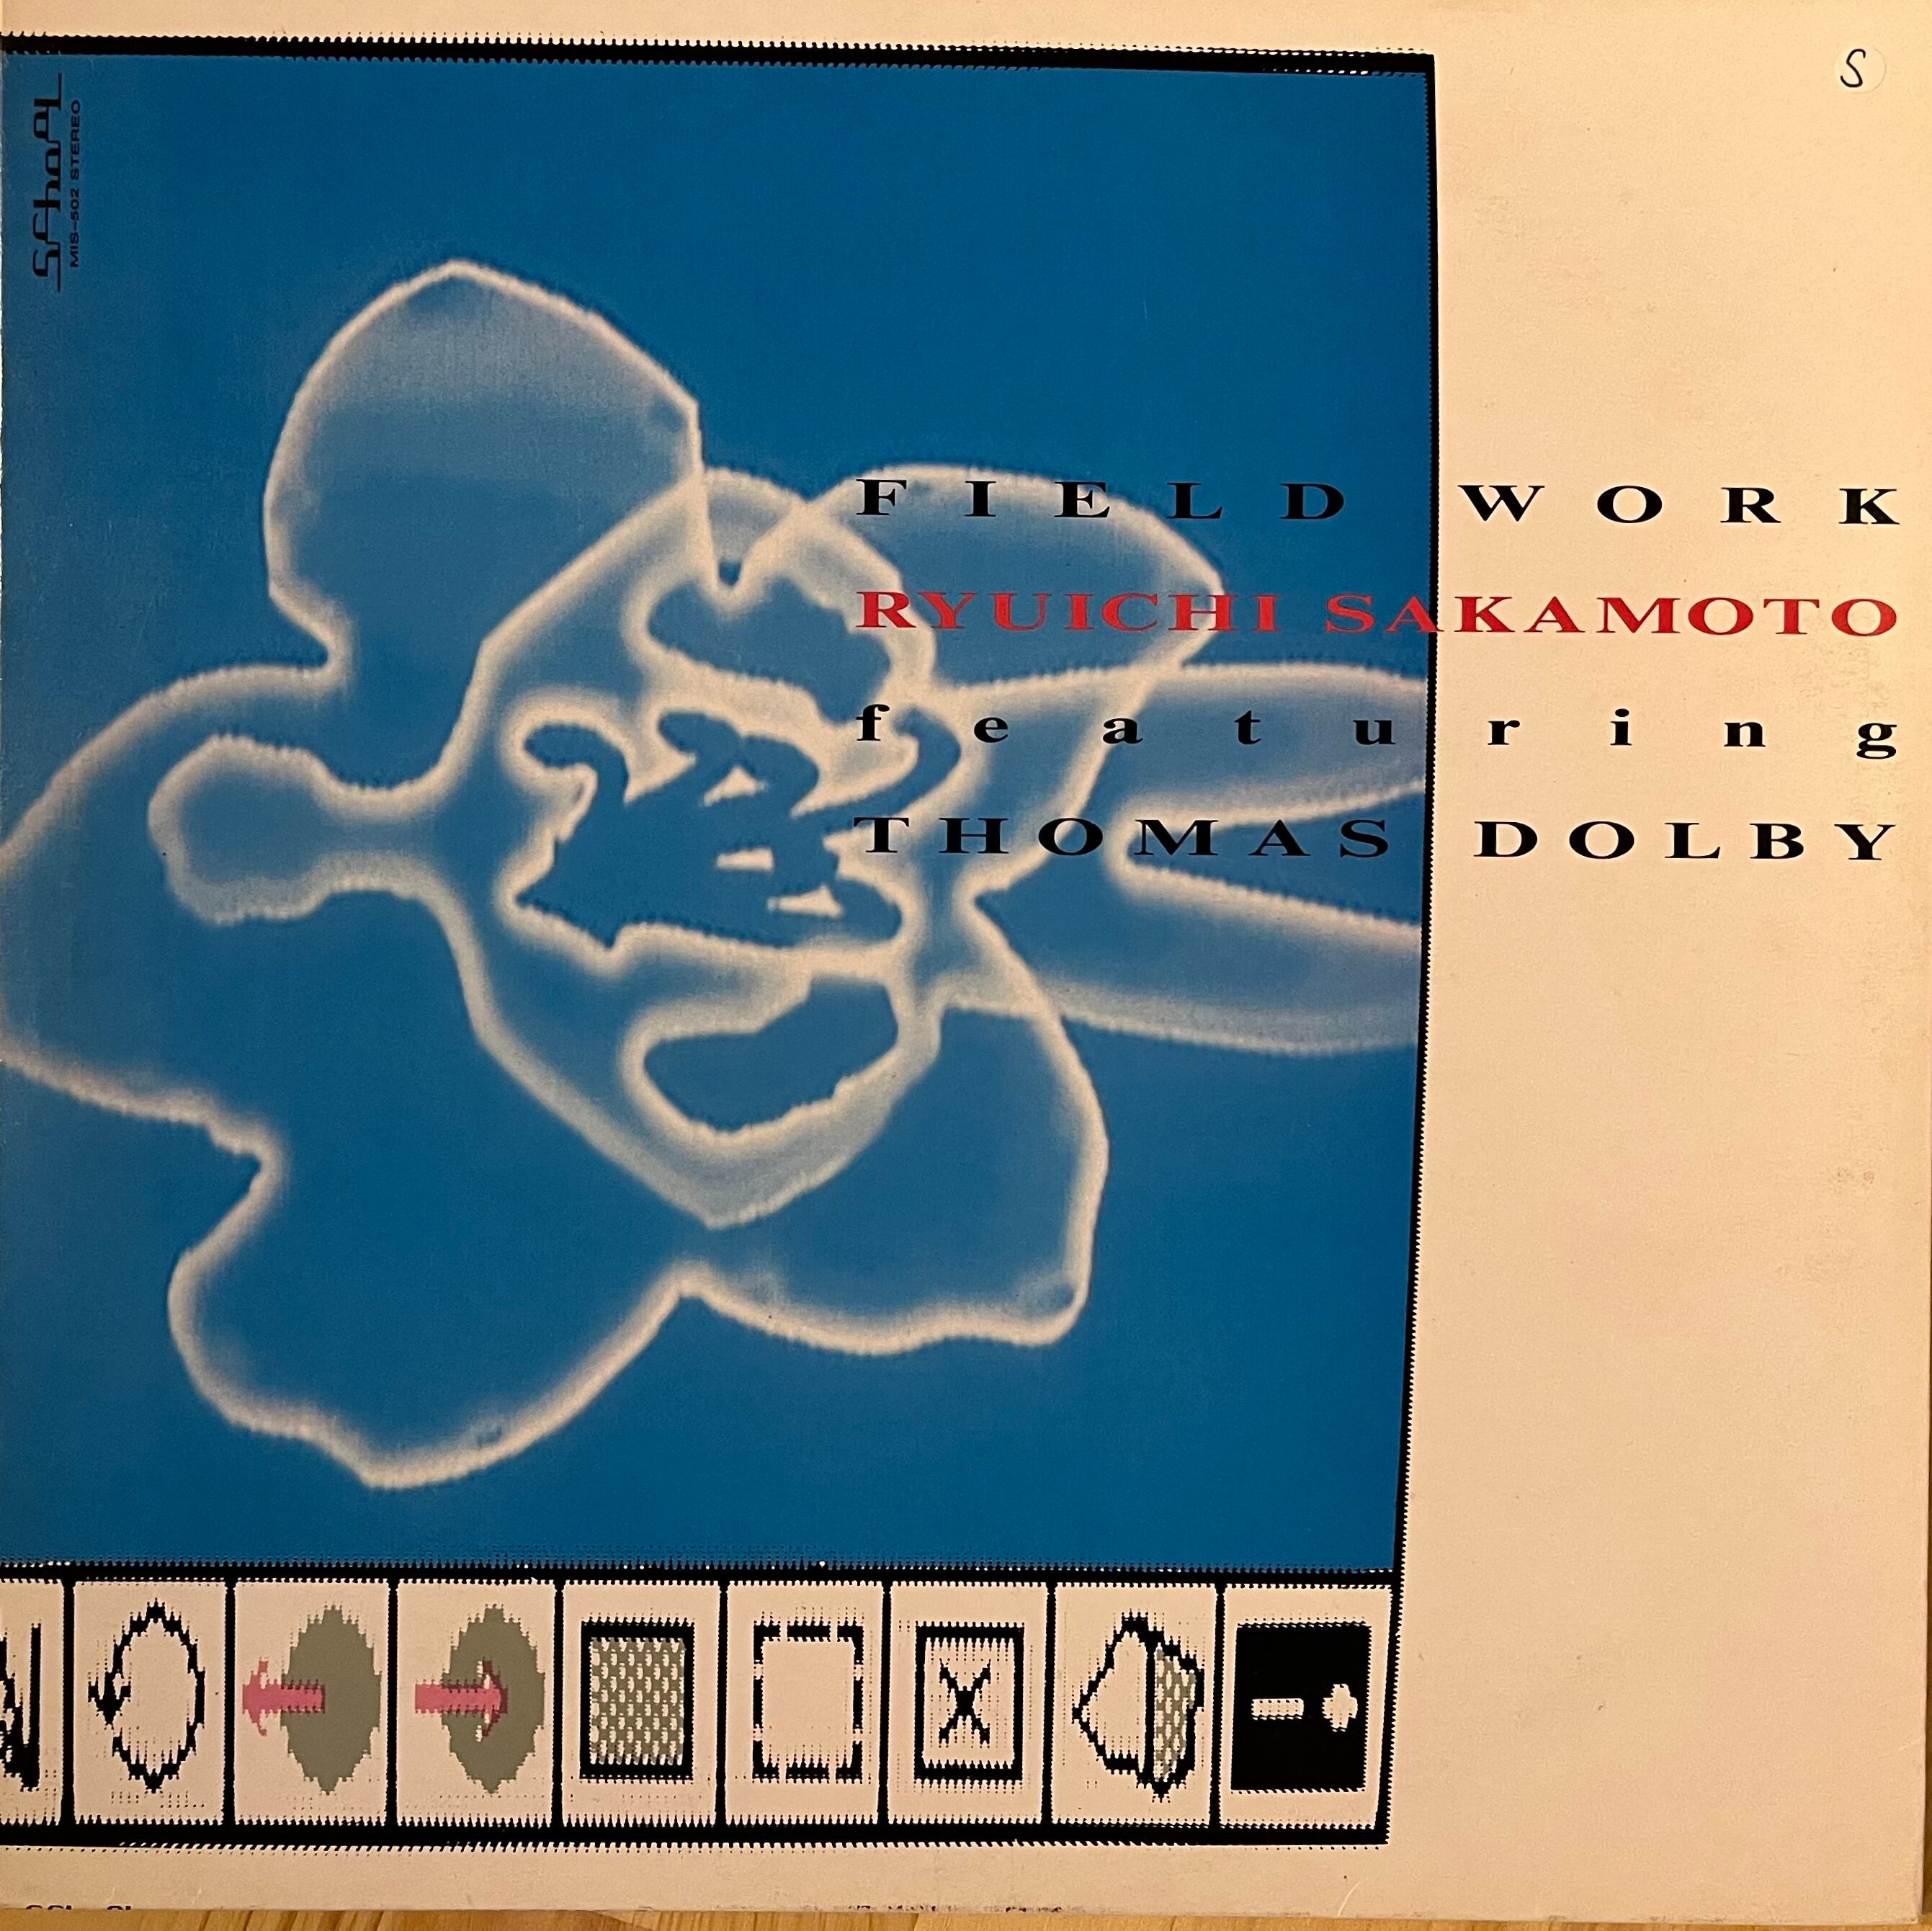 School
MIS-502 STEREO
S
FIELD WORK
RYUICHI SAKAMOTO
featuring
THOMAS DOLBY